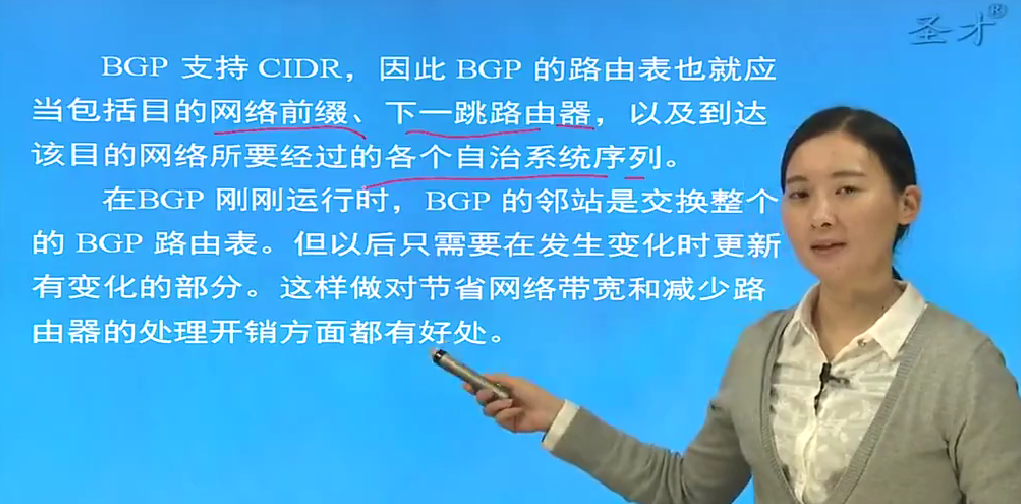 圣才®
BGP 支持 CIDR，因此 BGP 的路由表也就应
当包括目的网络前缀、下一跳路由器，以及到达
该目的网络所要经过的各个自治系统序列。
在BGP 刚刚运行时，BGP 的邻站是交换整个
的 BGP 路由表。但以后只需要在发生变化时更新
有变化的部分。这样做对节省网络带宽和减少路
由器的处理开销方面都有好处。